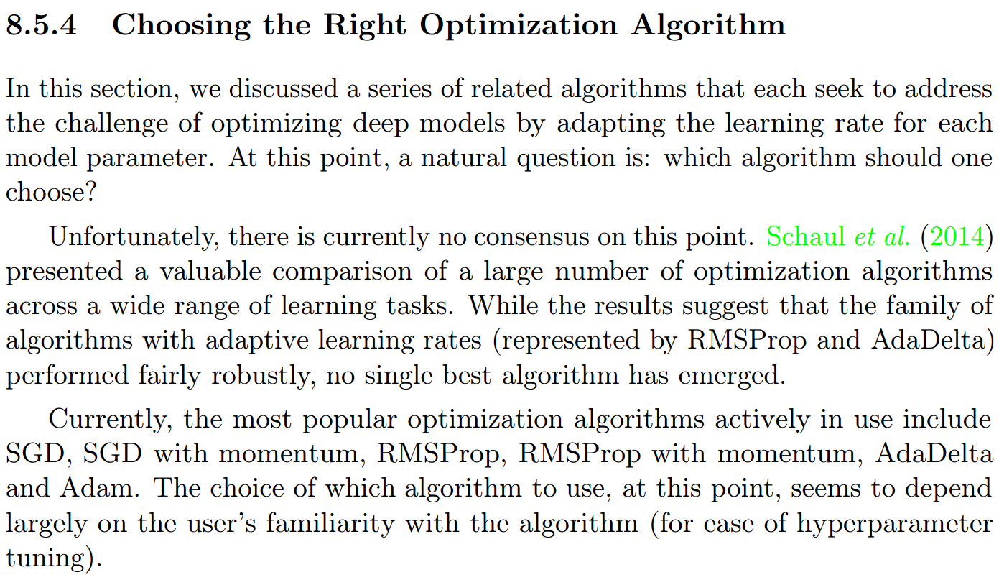 8.5.4 Choosing the Right Optimization Algorithm
In this section, we discussed a series of related algorithms that each seek to address
the challenge of optimizing deep models by adapting the learning rate for each
model parameter. At this point, a natural question is: which algorithm should one
choose?
Unfortunately, there is currently no consensus on this point. Schaul et al. (2014)
presented a valuable comparison of a large number of optimization algorithms
across a wide range of learning tasks. While the results suggest that the family of
algorithms with adaptive learning rates (represented by RMSProp and AdaDelta)
performed fairly robustly, no single best algorithm has emerged.
Currently, the most popular optimization algorithms actively in use include
SGD, SGD with momentum, RMSProp, RMSProp with momentum, AdaDelta
and Adam. The choice of which algorithm to use, at this point, seems to depend
largely on the user’s familiarity with the algorithm (for ease of hyperparameter
tuning).